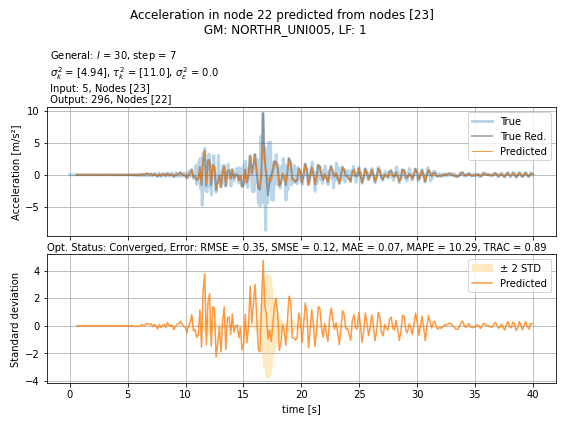 Acceleration in node 22 predicted from nodes [23]
GM: NORTHR_UNI005, LF: 1
General: l = 30, step = 7
σ²ₖ = [4.94], τ²ₖ = [11.0], σ²ε = 0.0
Input: 5, Nodes [23]
Output: 296, Nodes [22]
Acceleration [m/s²]
10
5
0
−5
True
True Red.
Predicted
Opt. Status: Converged, Error: RMSE = 0.35, SMSE = 0.12, MAE = 0.07, MAPE = 10.29, TRAC = 0.89
Standard deviation
4
2
0
−2
−4
± 2 STD
Predicted
0 5 10 15 20 25 30 35 40
time [s]